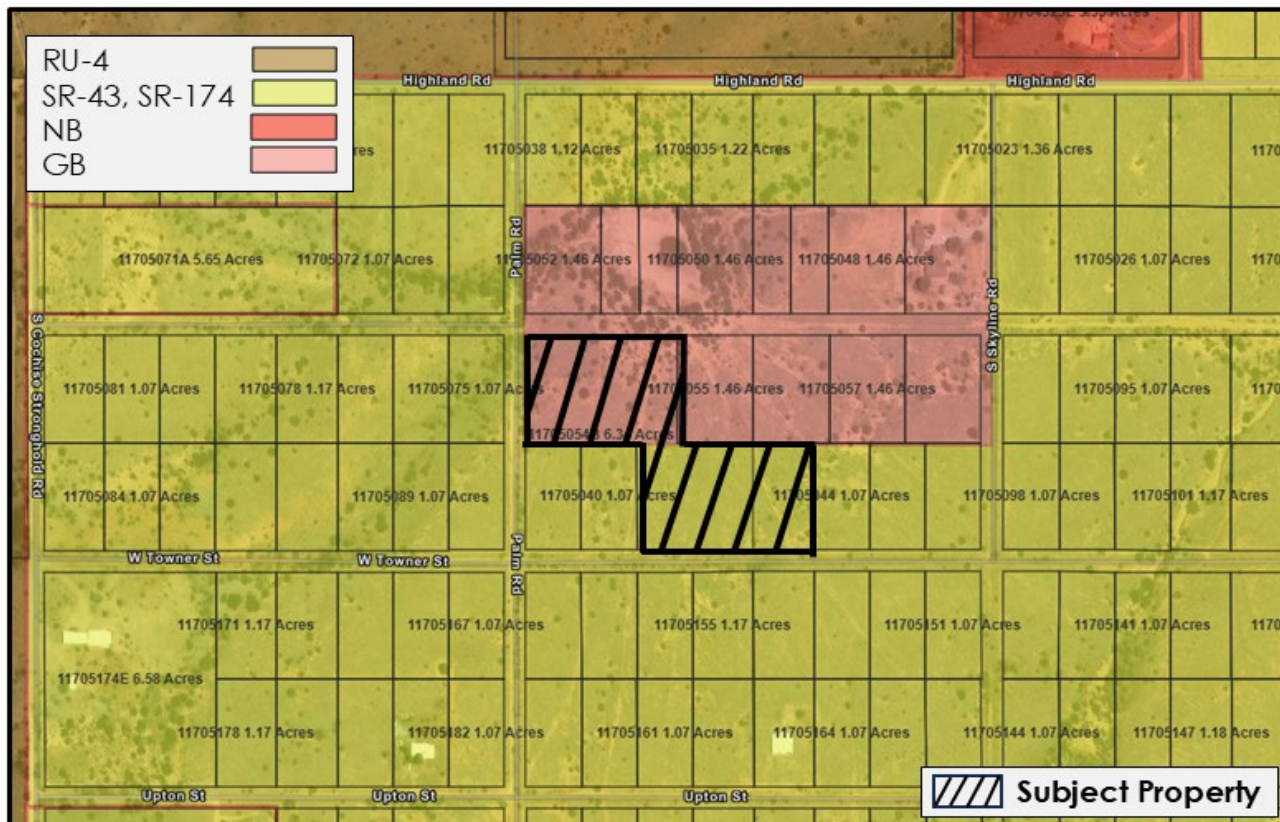 RU-4
SR-43, SR-174
NB
GB
Highland Rd
Highland Rd
Highland Rd
11705038 1.12 Acres
11705035 1.22 Acres
11705023 1.36 Acres
Palm Rd
11705071A 5.65 Acres
11705072 1.07 Acres
11705052 1.46 Acres
11705050 1.46 Acres
11705048 1.46 Acres
11705026 1.07 Acres
S Cochise Stronghold Rd
S Skyline Rd
11705081 1.07 Acres
11705078 1.17 Acres
11705075 1.07 Acres
11705057 1.46 Acres
11705095 1.07 Acres
11705084 1.07 Acres
11705089 1.07 Acres
11705040 1.07 Acres
11705098 1.07 Acres
11705101 1.17 Acres
W Towner St
W Towner St
Palm Rd
11705171 1.17 Acres
11705167 1.07 Acres
11705155 1.17 Acres
11705151 1.07 Acres
11705141 1.07 Acres
11705174E 6.58 Acres
11705178 1.17 Acres
11705182 1.07 Acres
11705161 1.07 Acres
11705164 1.07 Acres
11705144 1.07 Acres
11705147 1.18 Acres
Upton St
Upton St
Upton St
Subject Property